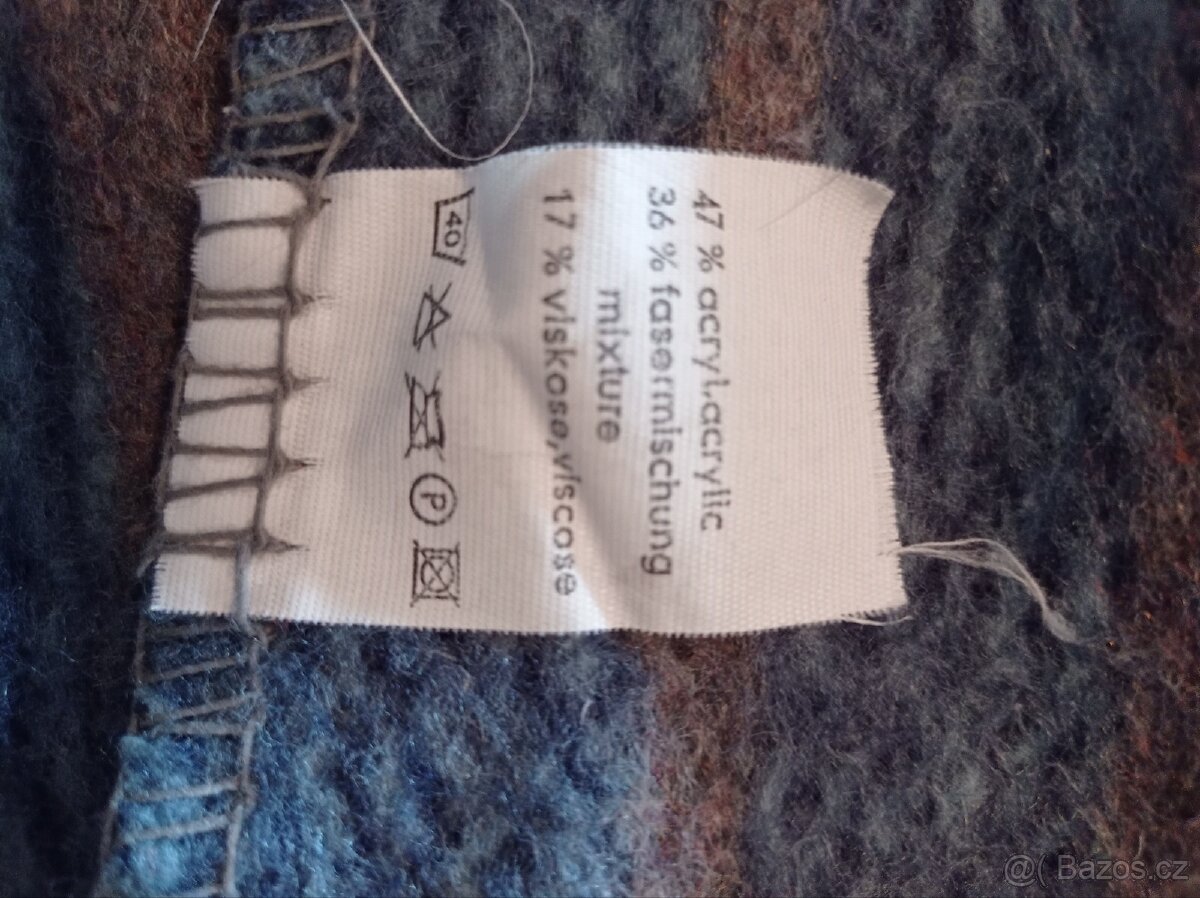 47 % acryl,acrylic
36 % fasermischung
mixture
17 % viskose,viscose
40 P
@( Bazos.cz